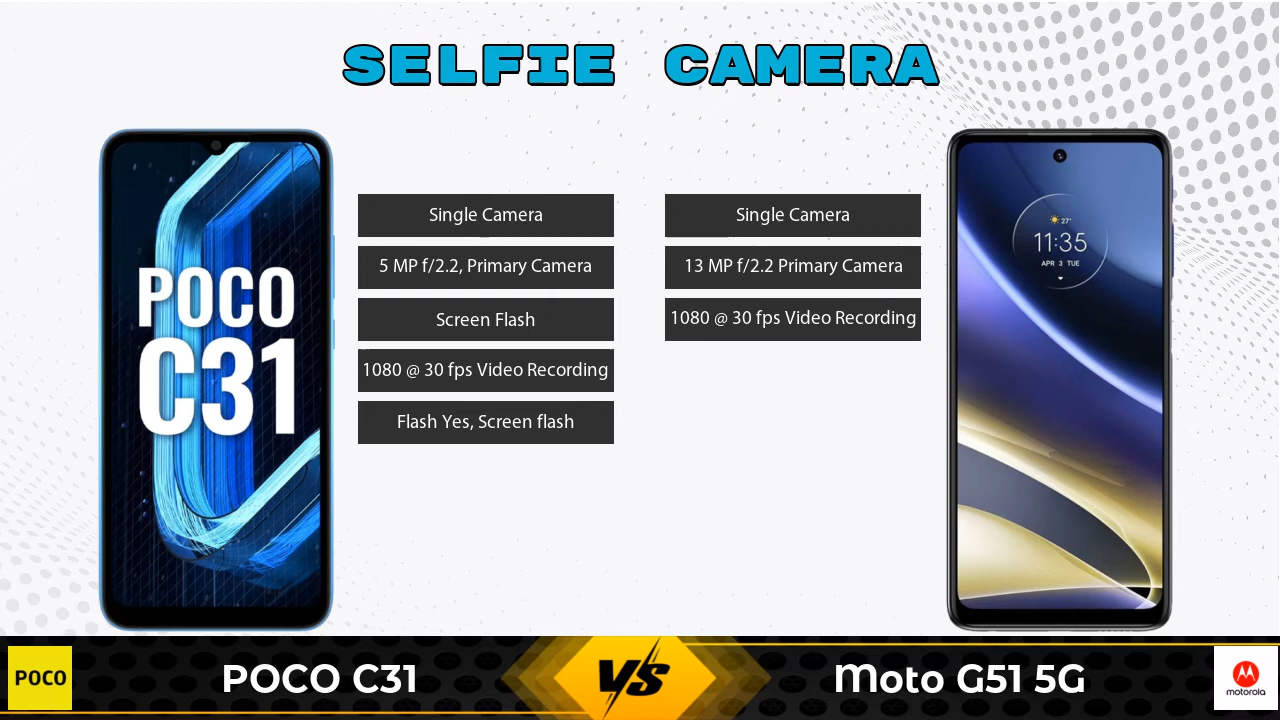 SELFIE CAMERA
POCO
C31
Single Camera
5 MP f/2.2, Primary Camera
Screen Flash
1080 @ 30 fps Video Recording
Flash Yes, Screen flash
Single Camera
13 MP f/2.2 Primary Camera
1080 @ 30 fps Video Recording
27°
11:35
APR 3 TUE
POCO
POCO C31
VS
Moto G51 5G
motorola